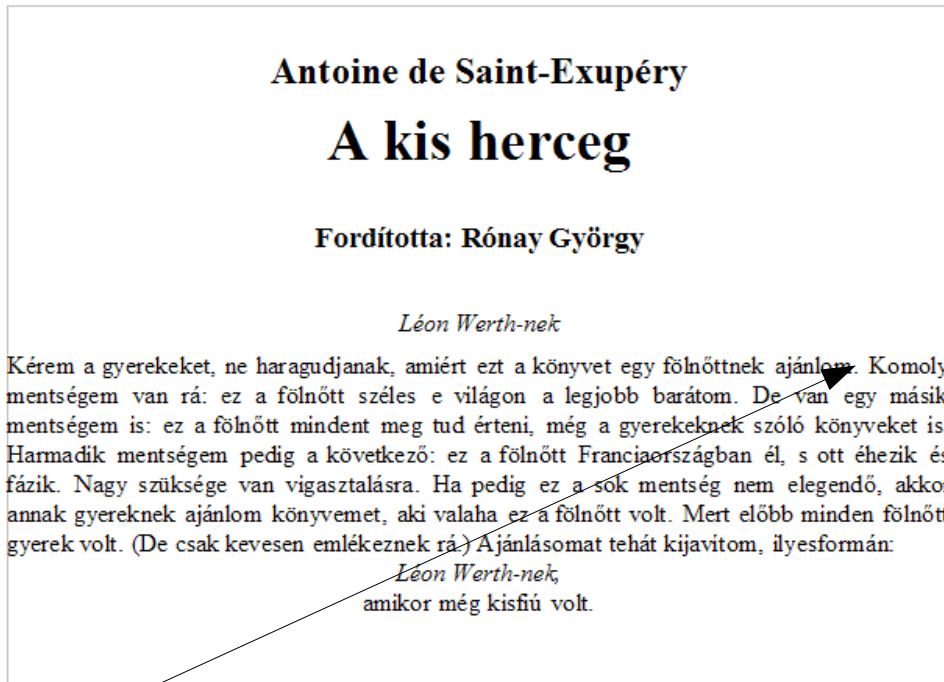 Antoine de Saint-Exupéry
A kis herceg
Fordította: Rónay György
Léon Werth-nek
Kérem a gyerekeket, ne haragudjanak, amiért ezt a könyvet egy fölnőttnek ajánlom. Komoly
mentségem van rá: ez a fölnőtt széles e világon a legjobb barátom. De van egy másik
mentségem is: ez a fölnőtt mindent meg tud érteni, még a gyerekeknek szóló könyveket is
Harmadik mentségem pedig a következő: ez a fölnőtt Franciaországban él, s ott éhezik és
fázik. Nagy szüksége van vigasztalásra. Ha pedig ez a sok mentség nem elegendő, akkor
annak gyereknek ajánlom könyvemet, aki valaha ez a fölnőtt volt. Mert előbb minden fölnőtt
gyerek volt. (De csak kevesen emlékeznek rá.) Ajánlásomat tehát kijavítom, ilyesformán:
Léon Werth-nek,
amikor még kisfiú volt.